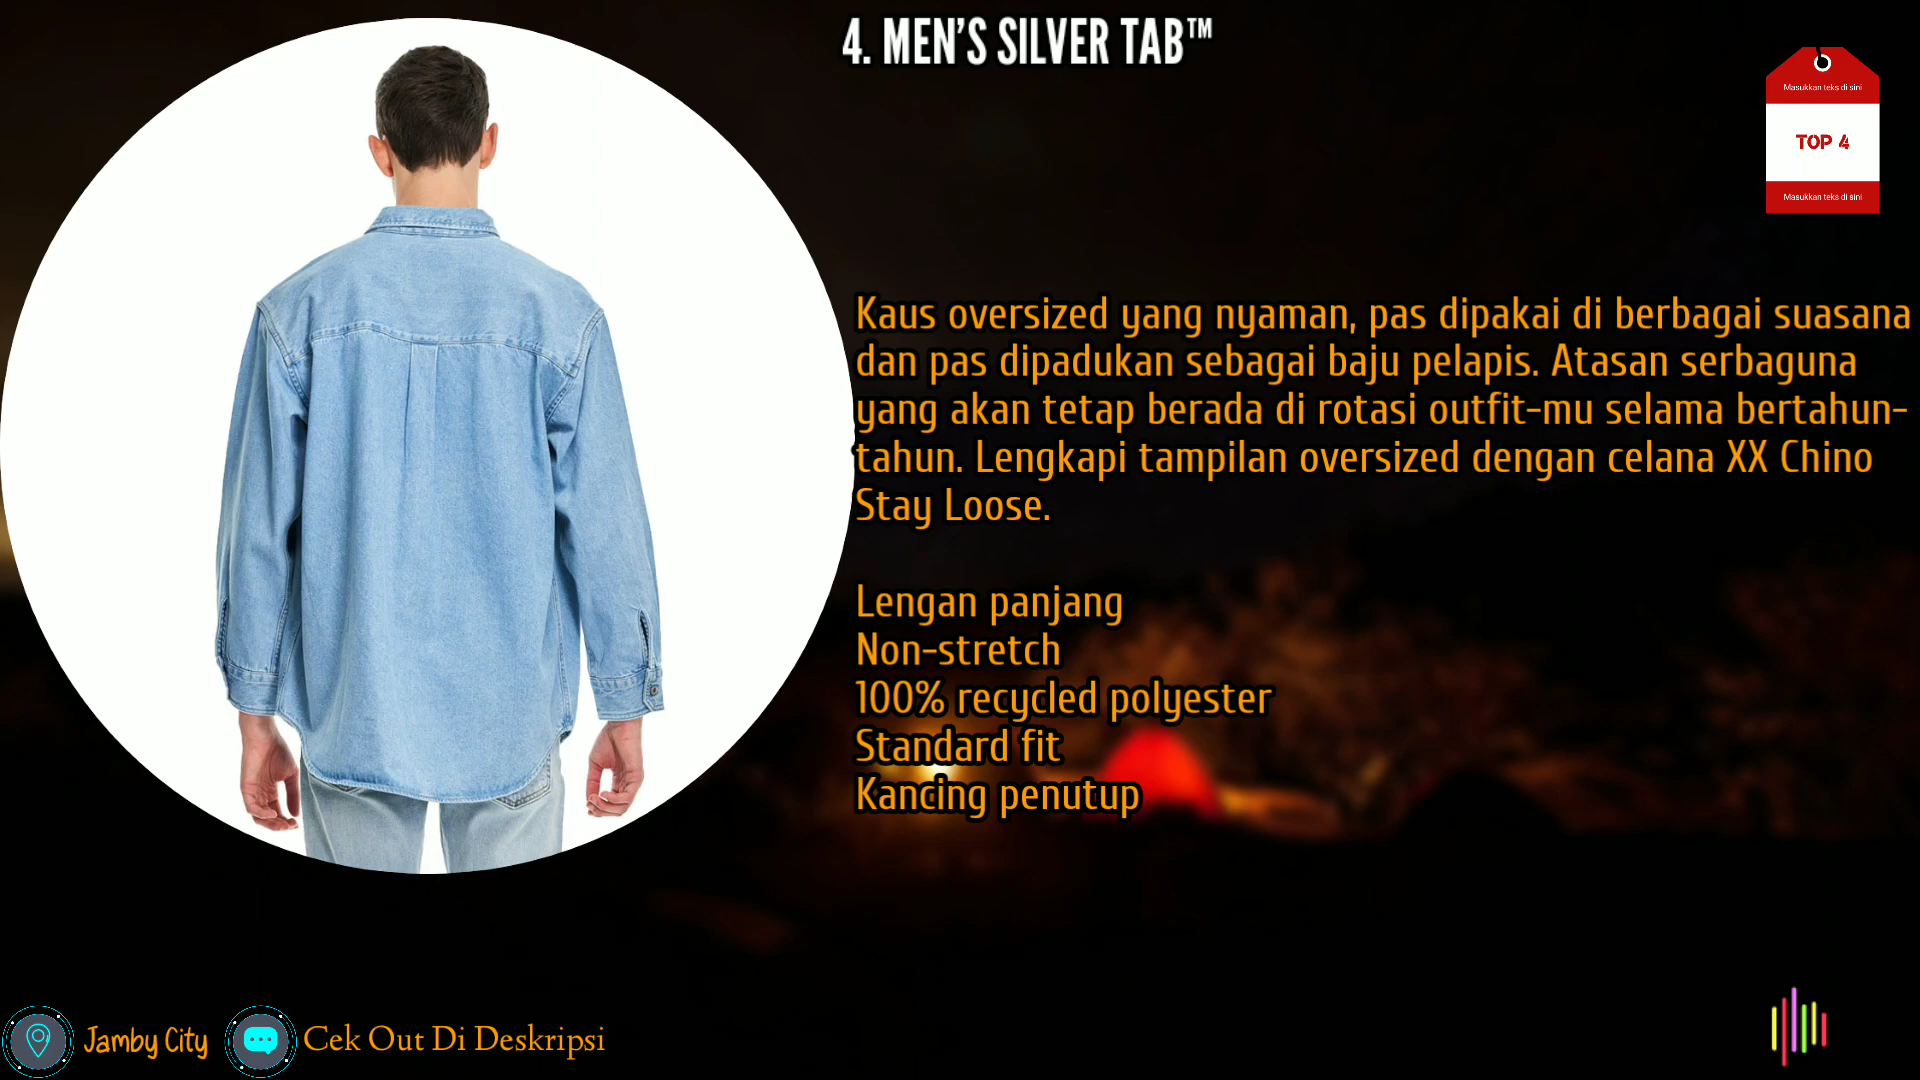 4. MEN’S SILVER TAB™
Masukkan teks di sini
TOP 4
Masukkan teks di sini
Kaus oversized yang nyaman, pas dipakai di berbagai suasana
dan pas dipadukan sebagai baju pelapis. Atasan serbaguna
yang akan tetap berada di rotasi outfit-mu selama bertahun-
tahun. Lengkapi tampilan oversized dengan celana XX Chino
Stay Loose.
Lengan panjang
Non-stretch
100% recycled polyester
Standard fit
Kancing penutup
Jamby City
Cek Out Di Deskripsi